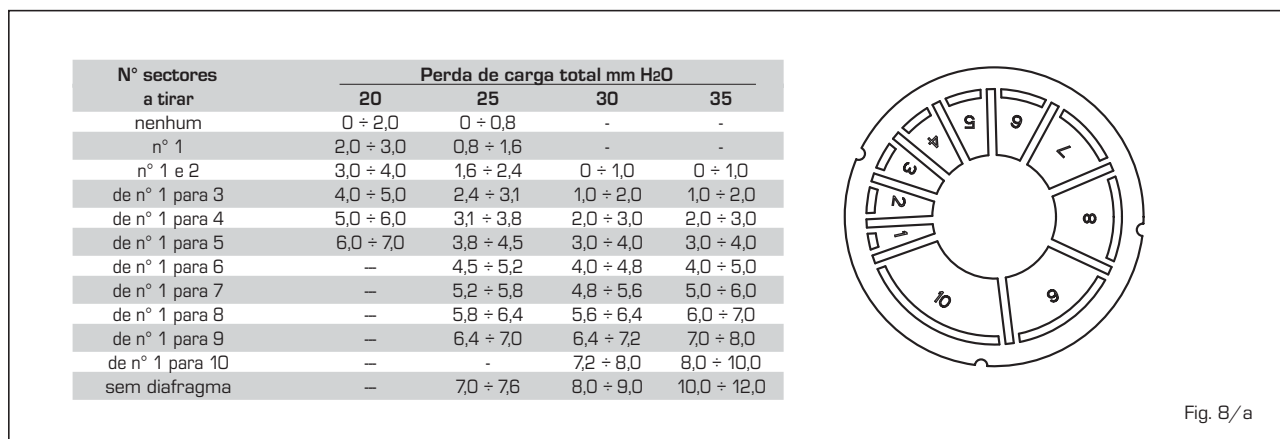 N° sectores Perda de carga total mm H2O
a tirar 20 25 30 35
nenhum 0 ÷ 2,0 0 ÷ 0,8 - -
n° 1 2,0 ÷ 3,0 0,8 ÷ 1,6 - -
n° 1 e 2 3,0 ÷ 4,0 1,6 ÷ 2,4 0 ÷ 1,0 0 ÷ 1,0
de n° 1 para 3 4,0 ÷ 5,0 2,4 ÷ 3,1 1,0 ÷ 2,0 1,0 ÷ 2,0
de n° 1 para 4 5,0 ÷ 6,0 3,1 ÷ 3,8 2,0 ÷ 3,0 2,0 ÷ 3,0
de n° 1 para 5 6,0 ÷ 7,0 3,8 ÷ 4,5 3,0 ÷ 4,0 3,0 ÷ 4,0
de n° 1 para 6 -- 4,5 ÷ 5,2 4,0 ÷ 4,8 4,0 ÷ 5,0
de n° 1 para 7 -- 5,2 ÷ 5,8 4,8 ÷ 5,6 5,0 ÷ 6,0
de n° 1 para 8 -- 5,8 ÷ 6,4 5,6 ÷ 6,4 6,0 ÷ 7,0
de n° 1 para 9 -- 6,4 ÷ 7,0 6,4 ÷ 7,2 7,0 ÷ 8,0
de n° 1 para 10 -- - 7,2 ÷ 8,0 8,0 ÷ 10,0
sem diafragma -- 7,0 ÷ 7,6 8,0 ÷ 9,0 10,0 ÷ 12,0
1
2
3
4
5
6
7
8
9
10
Fig. 8/a